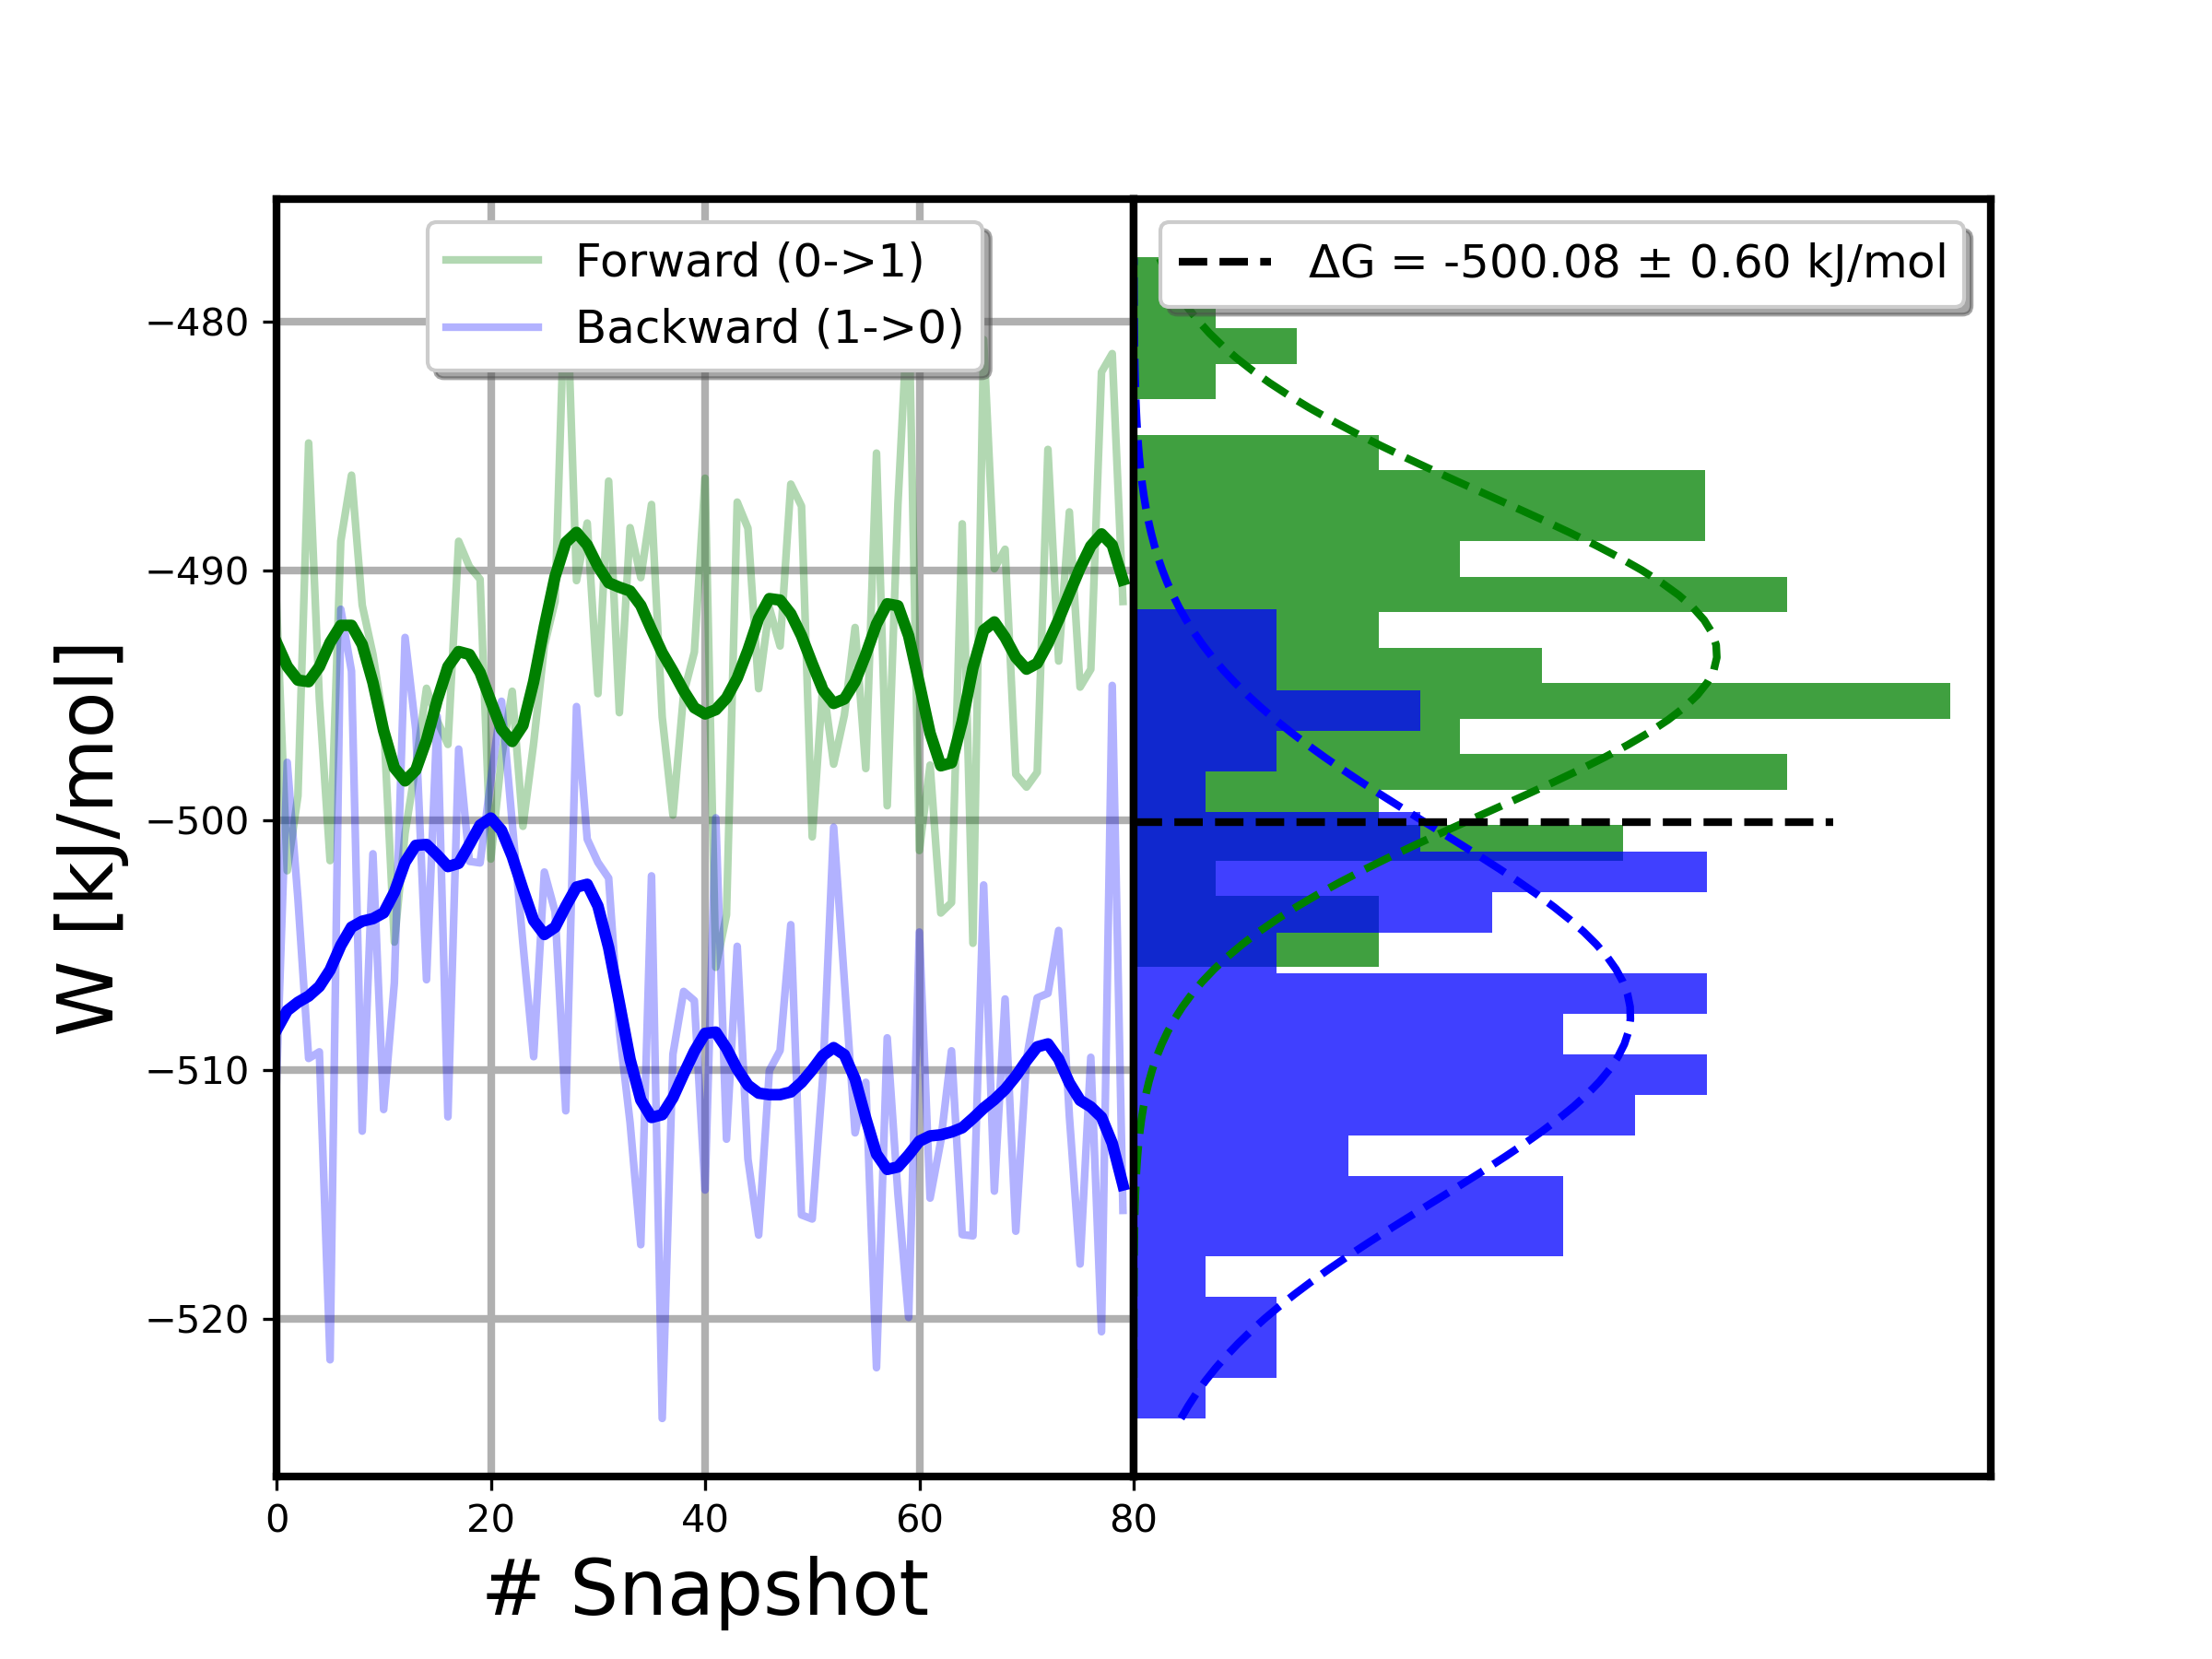 Forward (0->1)
Backward (1->0)
ΔG = -500.08 ± 0.60 kJ/mol
−480
−490
−500
−510
−520
W [kJ/mol]
0 20 40 60 80
# Snapshot